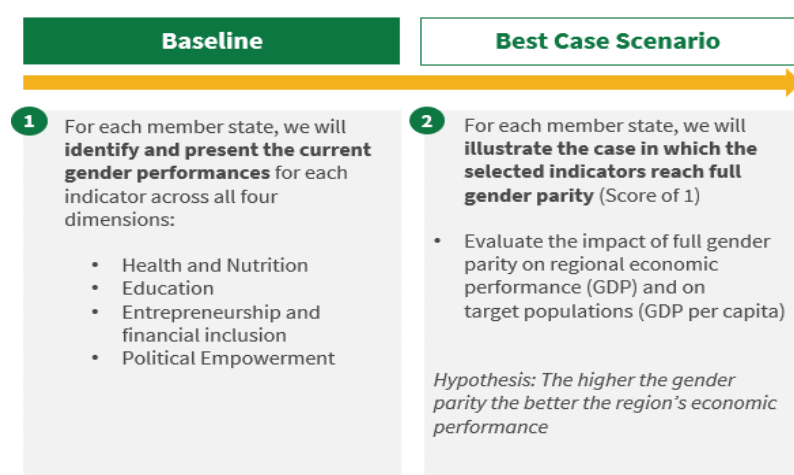 Baseline
Best Case Scenario
1
For each member state, we will
identify and present the current
gender performances for each
indicator across all four
dimensions:
• Health and Nutrition
• Education
• Entrepreneurship and
financial inclusion
• Political Empowerment
2
For each member state, we will
illustrate the case in which the
selected indicators reach full
gender parity (Score of 1)
• Evaluate the impact of full gender
parity on regional economic
performance (GDP) and on
target populations (GDP per capita)
Hypothesis: The higher the gender
parity the better the region’s economic
performance